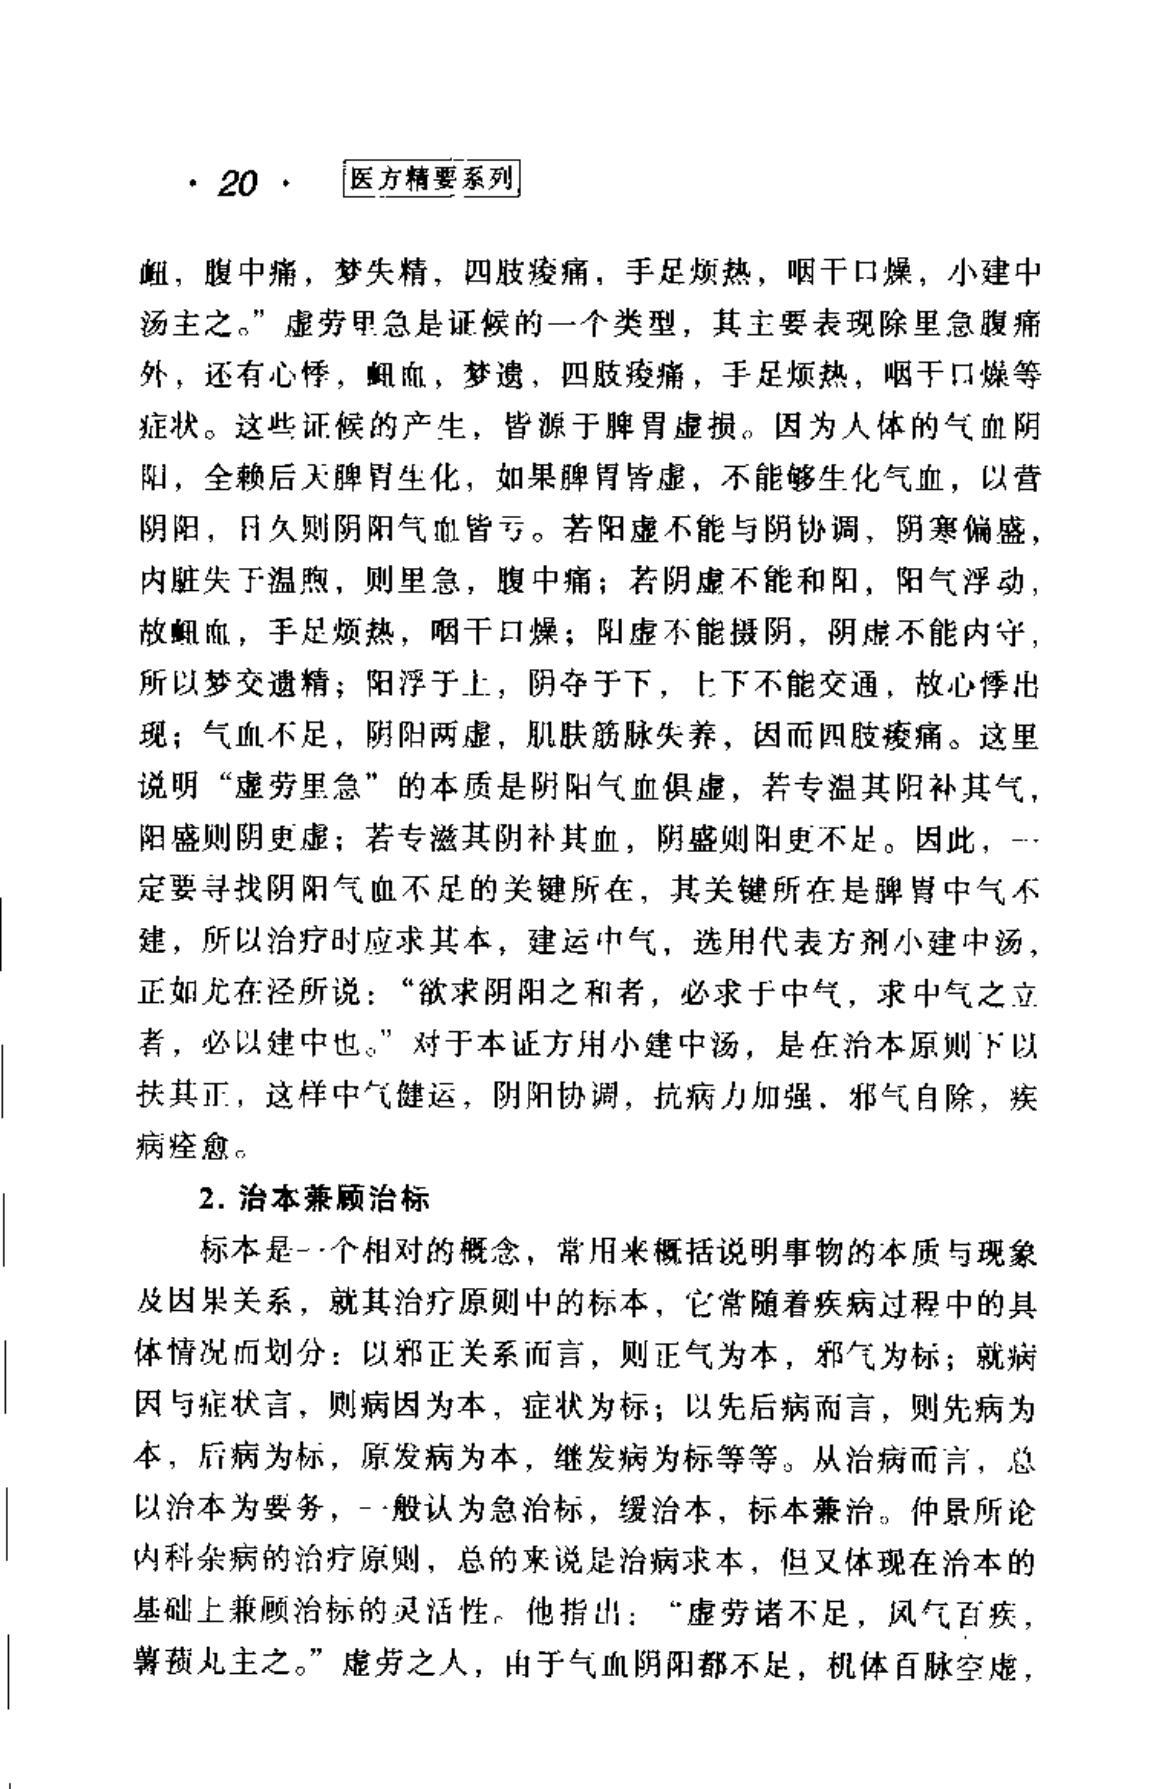 · 20 · 医方精要系列
衄，腹中痛，梦失精，四肢痠痛，手足烦热，咽干口燥，小建中
汤主之。”虚劳里急是证候的一个类型，其主要表现除里急腹痛
外，还有心悸，衄血，梦遗，四肢痠痛，手足烦热，咽干口燥等
症状。这些证候的产生，皆源于脾胃虚损。因为人体的气血阴
阳，全赖后天脾胃生化，如果脾胃皆虚，不能够生化气血，以营
阴阳，日久则阴阳气血皆亏。若阳虚不能与阴协调，阴寒偏盛，
内脏失于温煦，则里急，腹中痛；若阴虚不能和阳，阳气浮动，
故衄血，手足烦热，咽干口燥；阳虚不能摄阴，阴虚不能内守，
所以梦交遗精；阳浮于上，阴夺于下，上下不能交通，故心悸出
现；气血不足，阴阳两虚，肌肤筋脉失养，因而四肢痠痛。这里
说明“虚劳里急”的本质是阴阳气血俱虚，若专温其阳补其气，
阳盛则阴更虚；若专滋其阴补其血，阴盛则阳更不足。因此，一
定要寻找阴阳气血不足的关键所在，其关键所在是脾胃中气不
建，所以治疗时应求其本，建运中气，选用代表方剂小建中汤，
正如尤在泾所说：“欲求阴阳之和者，必求于中气，求中气之立
者，必以建中也。”对于本证方用小建中汤，是在治本原则下以
扶其正，这样中气健运，阴阳协调，抗病力加强，邪气自除，疾
病痊愈。
2. 治本兼顾治标
标本是一个相对的概念，常用来概括说明事物的本质与现象
及因果关系，就其治疗原则中的标本，它常随着疾病过程中的具
体情况而划分：以邪正关系而言，则正气为本，邪气为标；就病
因与症状言，则病因为本，症状为标；以先后病而言，则先病为
本，后病为标，原发病为本，继发病为标等等。从治病而言，总
以治本为要务，一般认为急治标，缓治本，标本兼治。仲景所论
内科杂病的治疗原则，总的来说是治病求本，但又体现在治本的
基础上兼顾治标的灵活性。他指出：“虚劳诸不足，风气百疾，
薯蓣丸主之。”虚劳之人，由于气血阴阳都不足，机体百脉空虚，